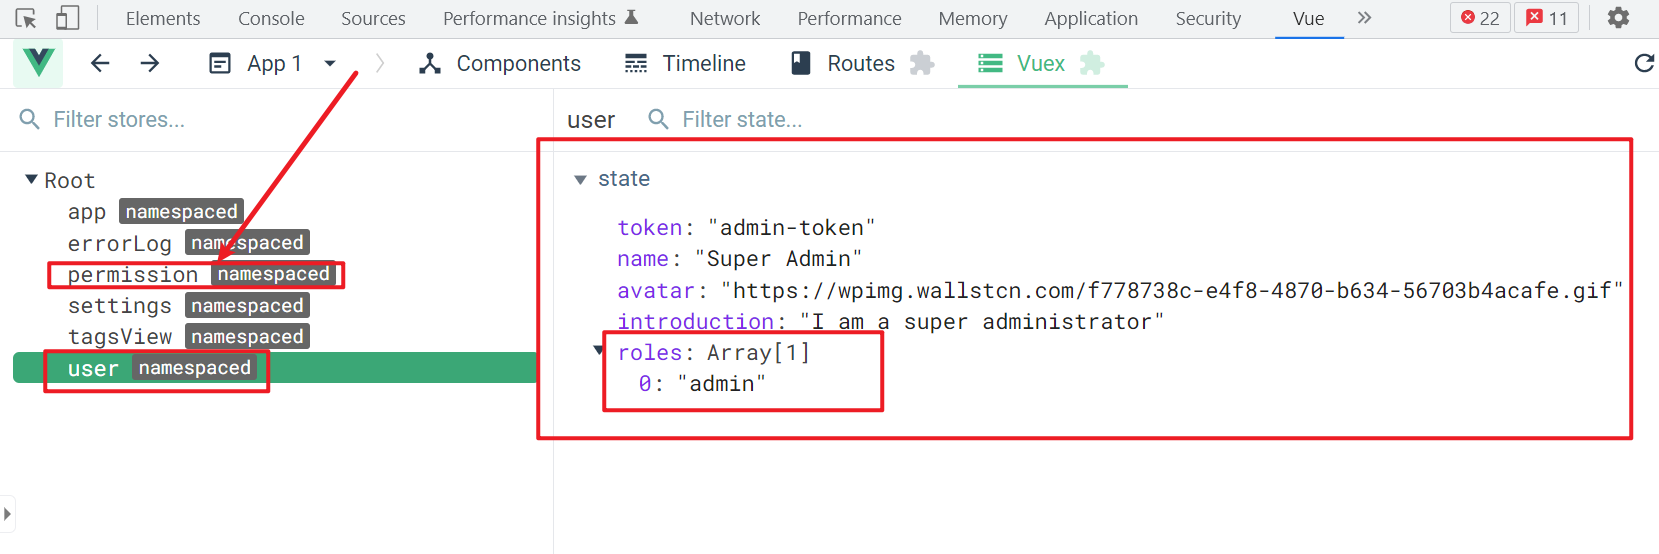 Elements Console Sources Performance insights Network Performance Memory Application Security Vue 22 11
App 1 Components Timeline Routes Vuex
Filter stores... user Filter state...
Root
app namespaced
errorLog namespaced
permission namespaced
settings namespaced
tagsView namespaced
user namespaced
state
token: "admin-token"
name: "Super Admin"
avatar: "https://wpimg.wallstcn.com/f778738c-e4f8-4870-b634-56703b4acafe.gif"
introduction: "I am a super administrator"
roles: Array[1]
0: "admin"